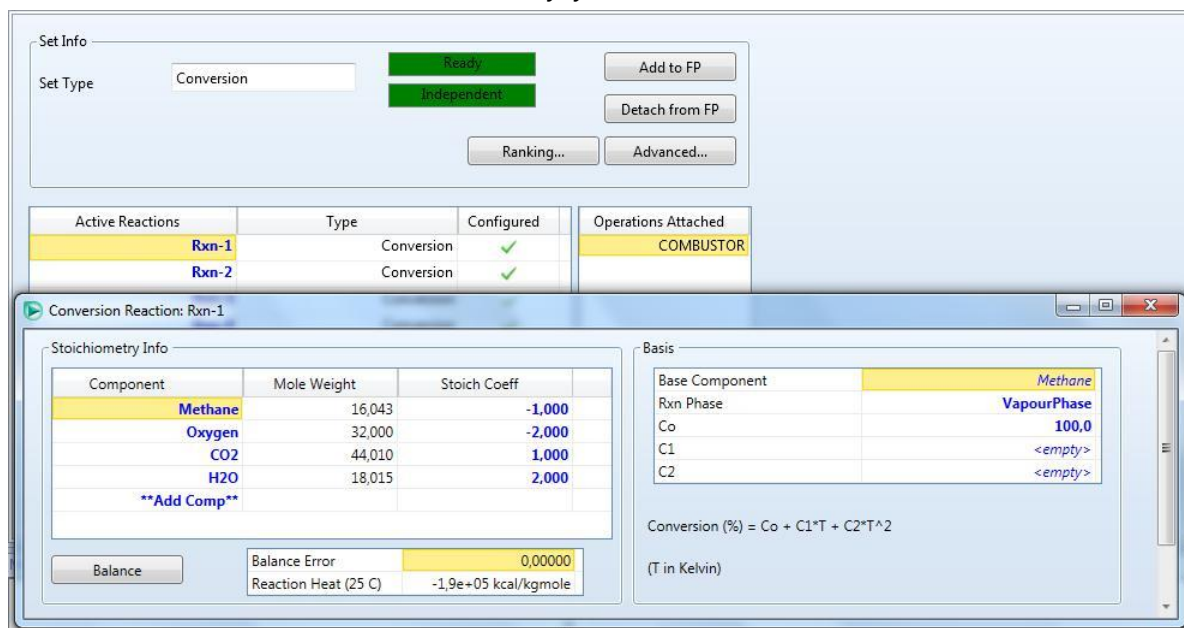 Set Info
Set Type Conversion
Ready
Independent
Add to FP
Detach from FP
Ranking... Advanced...
Active Reactions Type Configured Operations Attached
Rxn-1 Conversion COMBUSTOR
Rxn-2 Conversion
Conversion Reaction: Rxn-1
Stoichiometry Info
Component Mole Weight Stoich Coeff
Methane 16,043 -1,000
Oxygen 32,000 -2,000
CO2 44,010 1,000
H2O 18,015 2,000
**Add Comp**
Balance
Balance Error 0,00000
Reaction Heat (25 C) -1,9e+05 kcal/kgmole
Basis
Base Component Methane
Rxn Phase VapourPhase
Co 100,0
C1 <empty>
C2 <empty>
Conversion (%) = Co + C1*T + C2*T^2
(T in Kelvin)